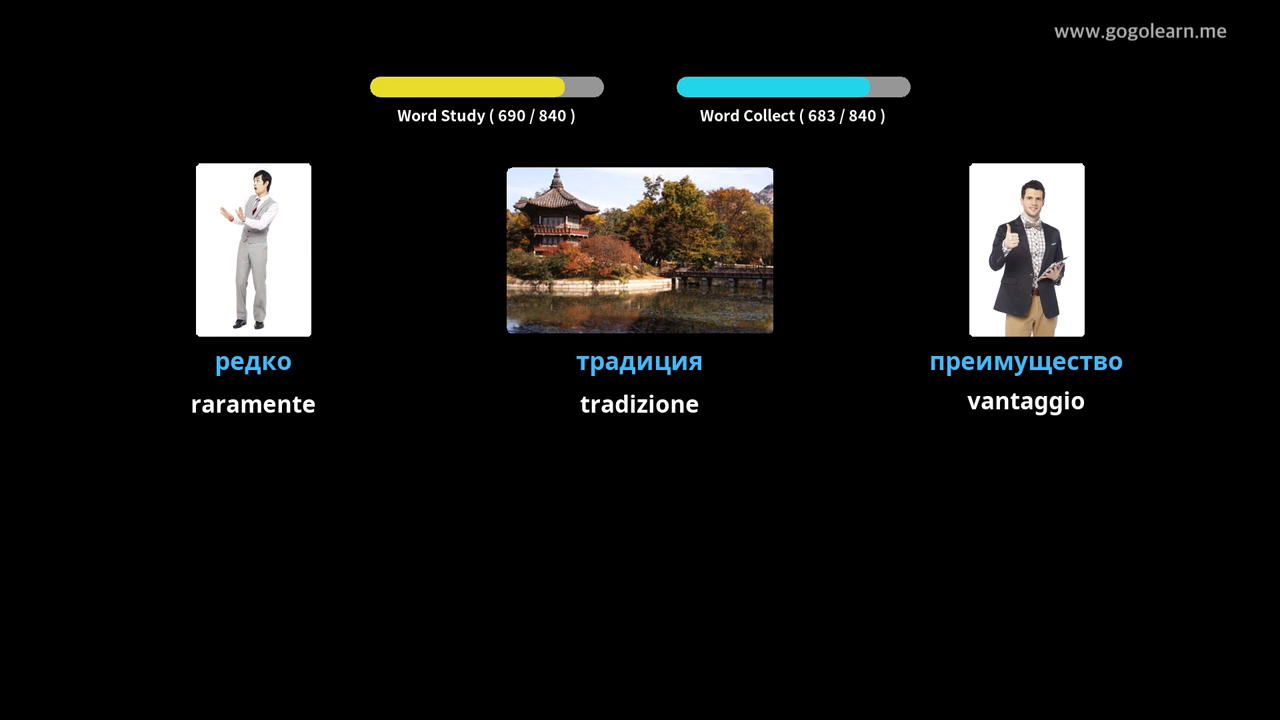 www.gogolearn.me
Word Study ( 690 / 840 )
Word Collect ( 683 / 840 )
редко
традиция
преимущество
raramente
tradizione
vantaggio